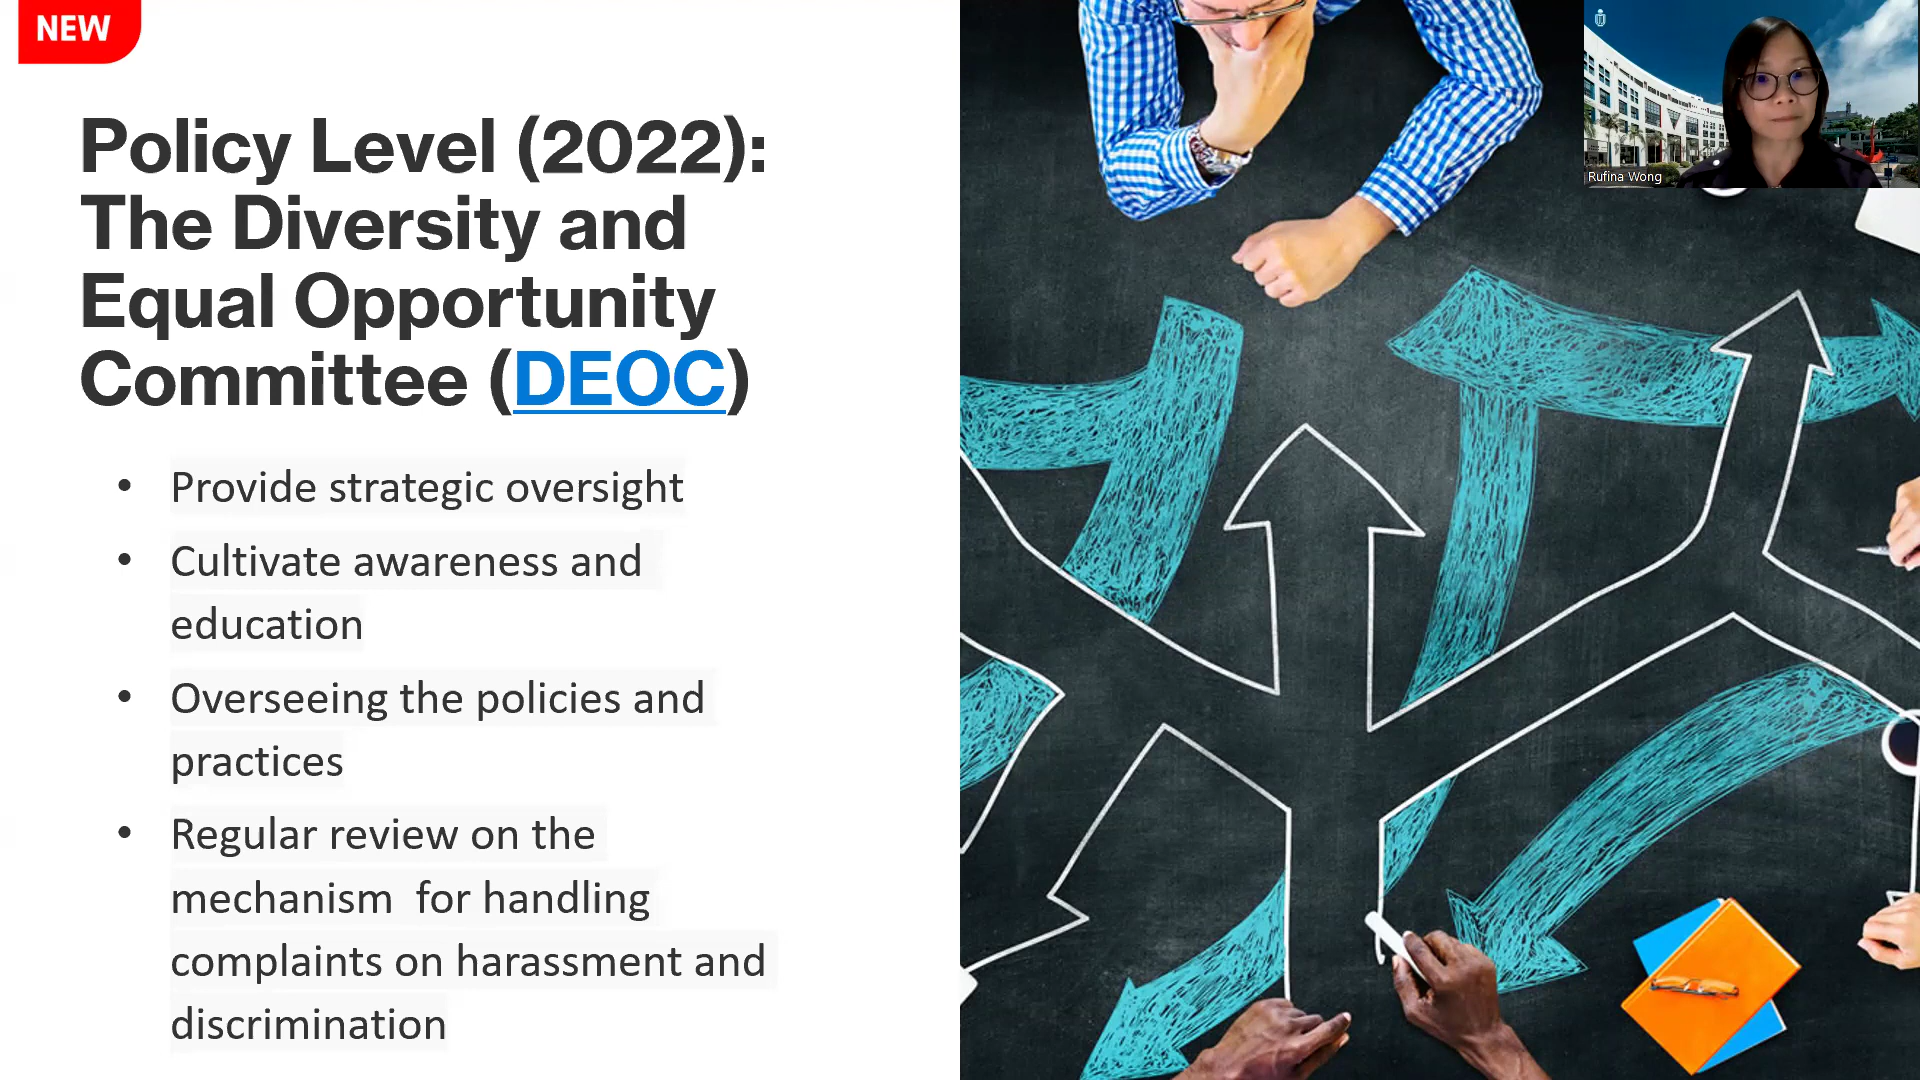 NEW
Policy Level (2022):
The Diversity and
Equal Opportunity
Committee (DEOC)
• Provide strategic oversight
• Cultivate awareness and
education
• Overseeing the policies and
practices
• Regular review on the
mechanism  for handling
complaints on harassment and
discrimination
Rufina Wong